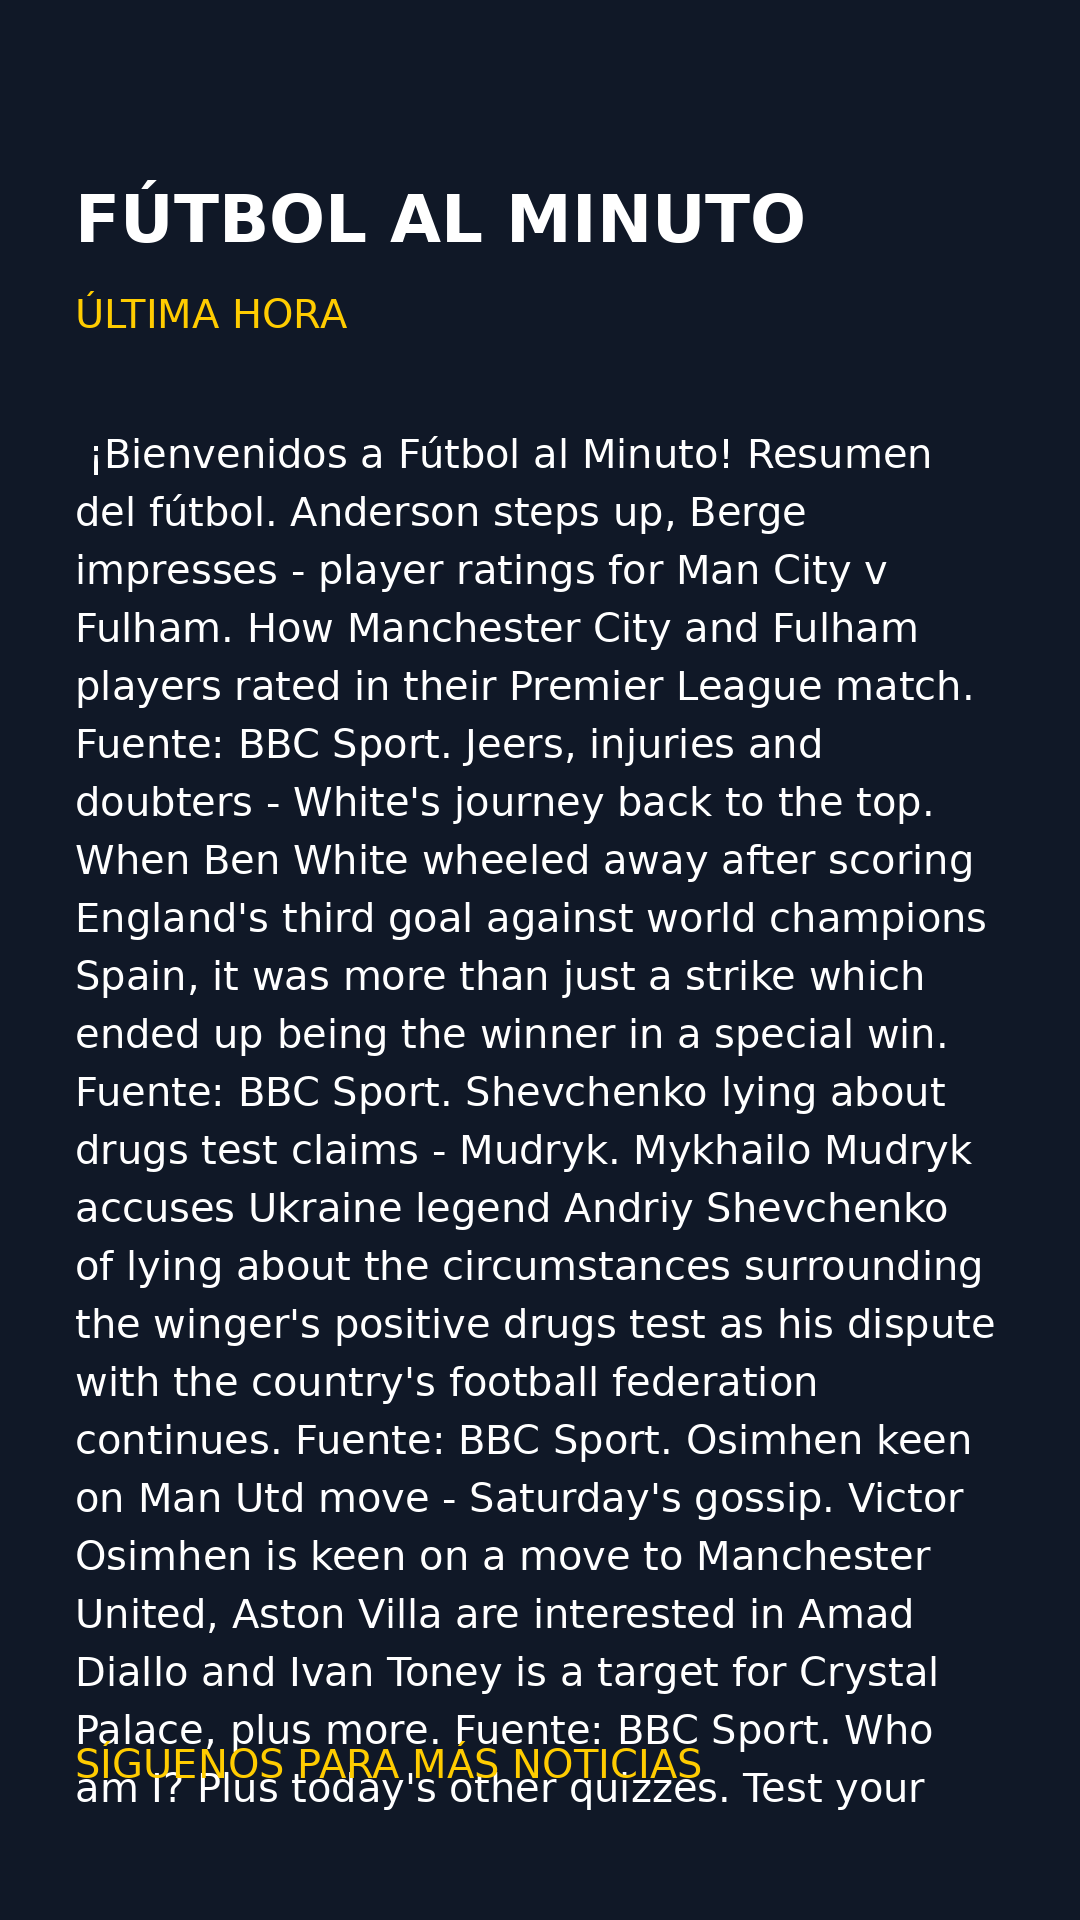 FÚTBOL AL MINUTO
ÚLTIMA HORA
¡Bienvenidos a Fútbol al Minuto! Resumen
del fútbol. Anderson steps up, Berge
impresses - player ratings for Man City v
Fulham. How Manchester City and Fulham
players rated in their Premier League match.
Fuente: BBC Sport. Jeers, injuries and
doubters - White's journey back to the top.
When Ben White wheeled away after scoring
England's third goal against world champions
Spain, it was more than just a strike which
ended up being the winner in a special win.
Fuente: BBC Sport. Shevchenko lying about
drugs test claims - Mudryk. Mykhailo Mudryk
accuses Ukraine legend Andriy Shevchenko
of lying about the circumstances surrounding
the winger's positive drugs test as his dispute
with the country's football federation
continues. Fuente: BBC Sport. Osimhen keen
on Man Utd move - Saturday's gossip. Victor
Osimhen is keen on a move to Manchester
United, Aston Villa are interested in Amad
Diallo and Ivan Toney is a target for Crystal
Palace, plus more. Fuente: BBC Sport. Who
SÍGUENOS PARA MÁS NOTICIAS
am I? Plus today's other quizzes. Test your